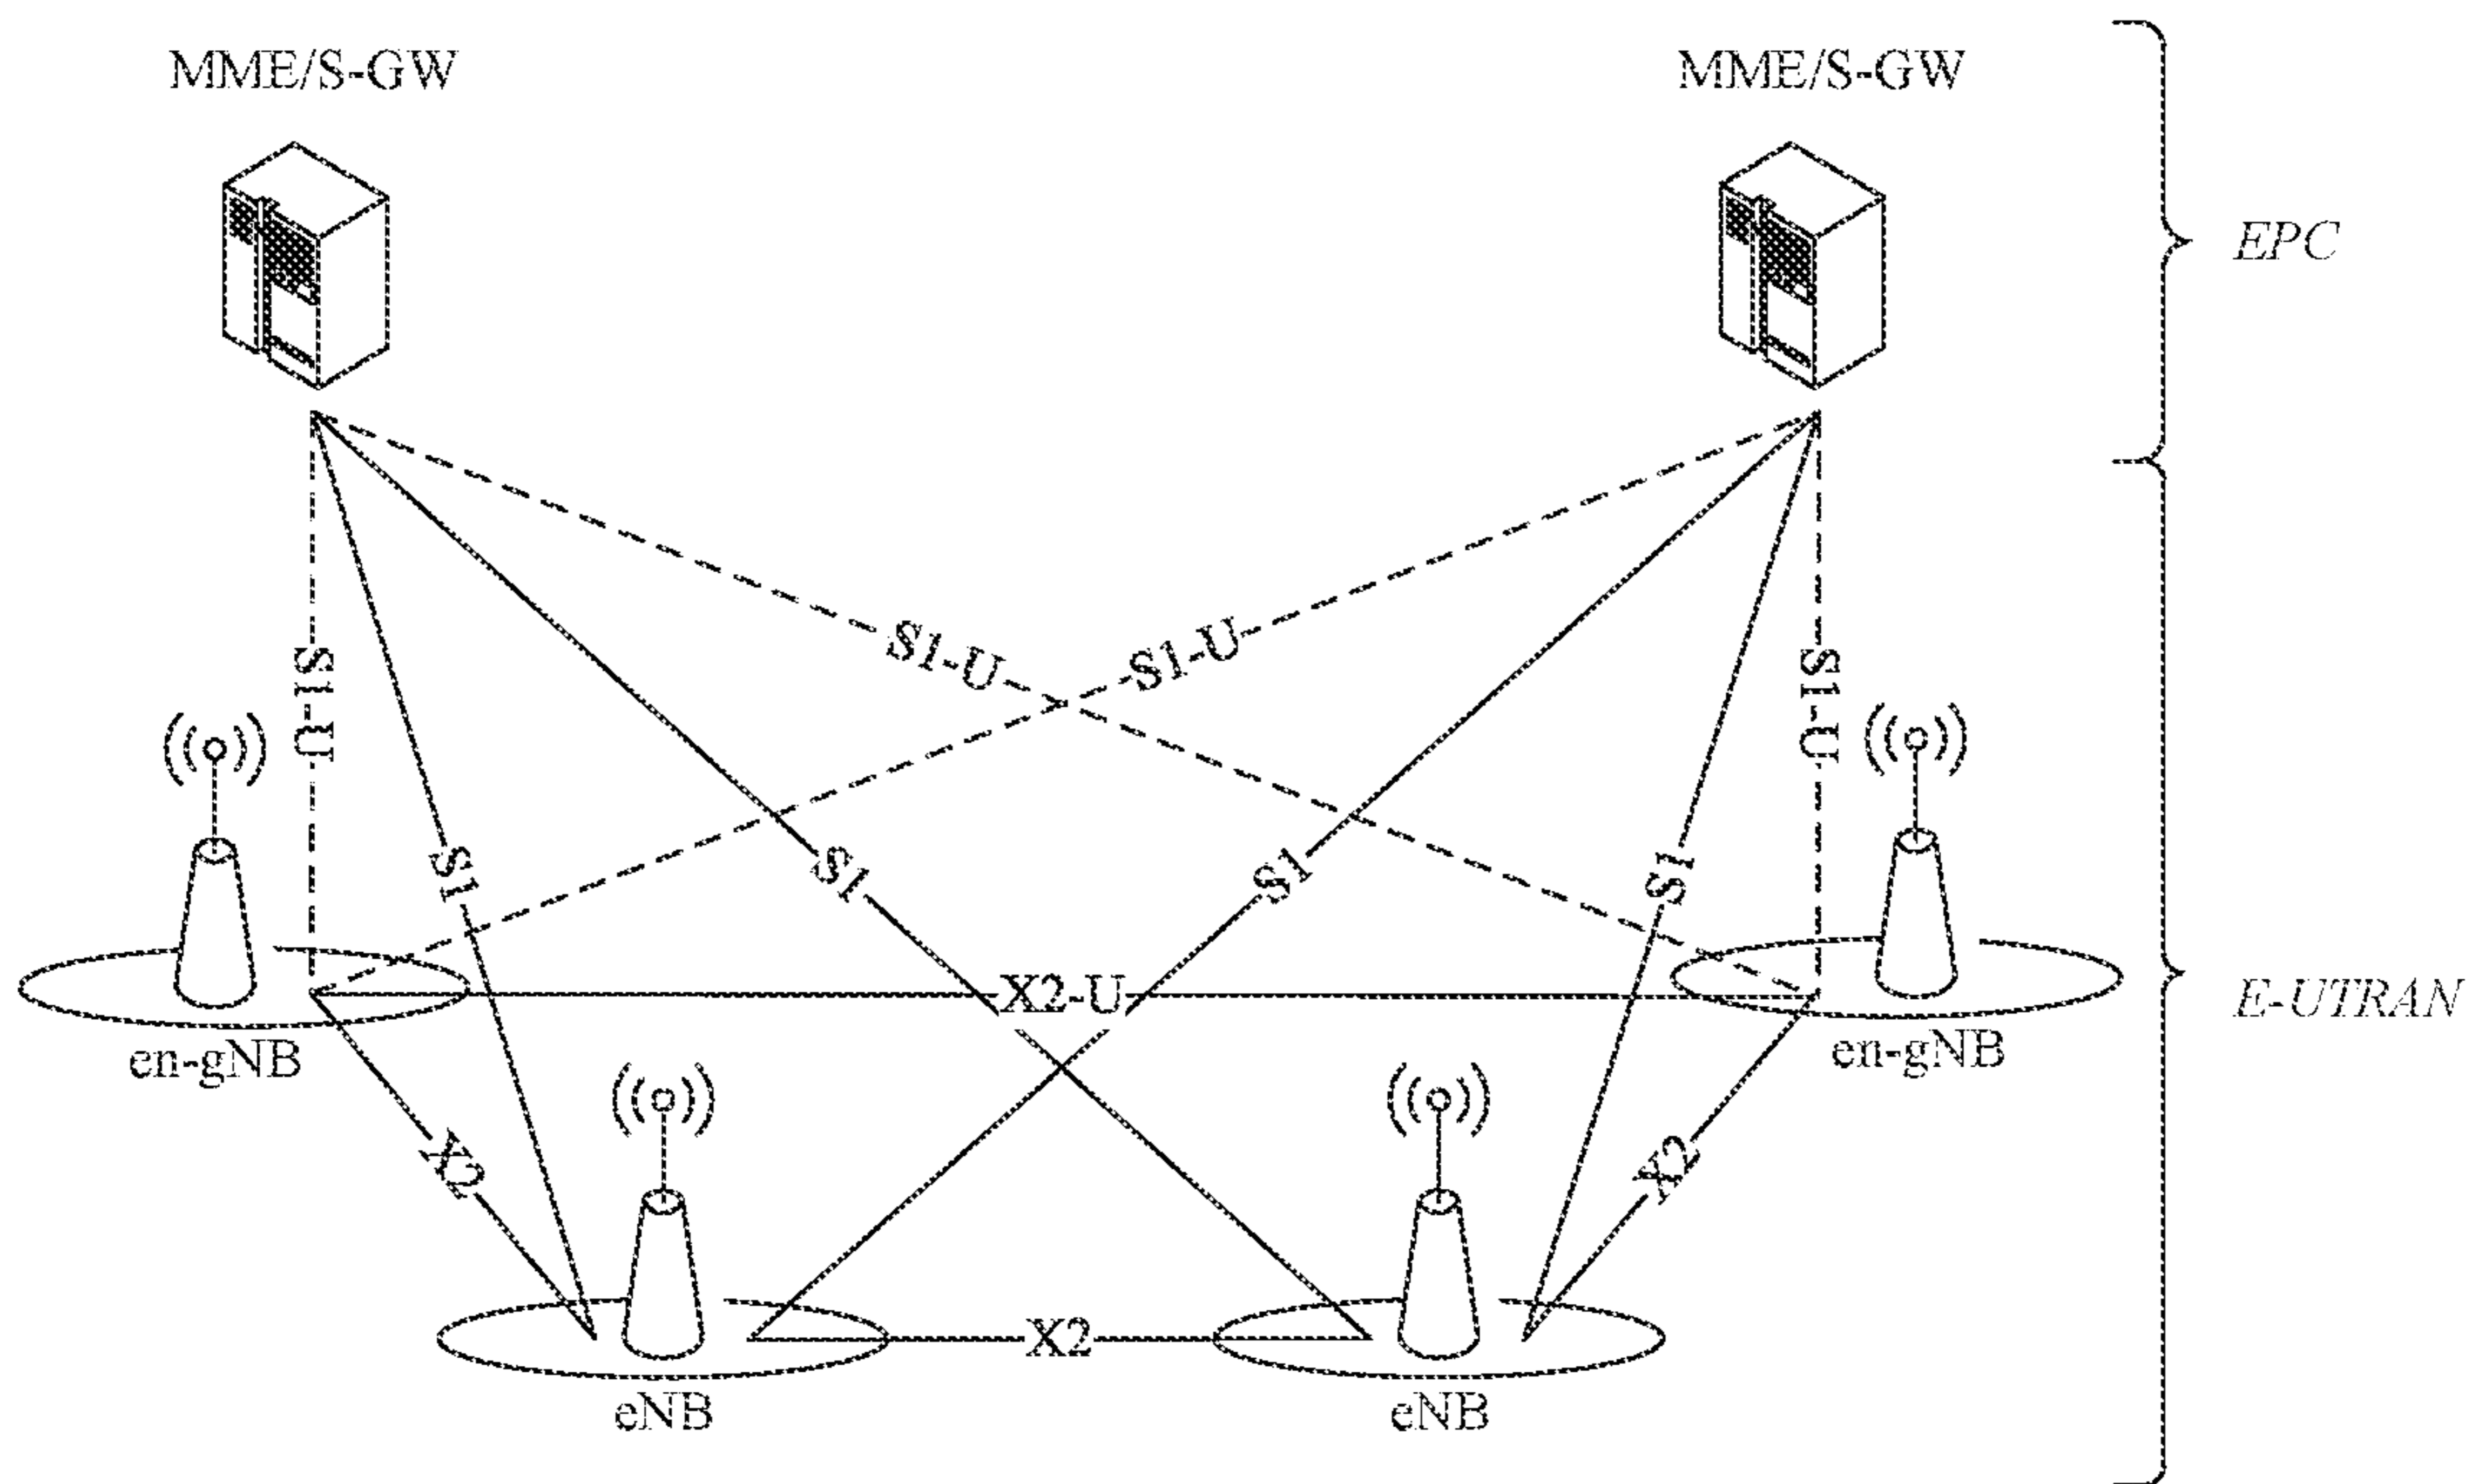 MME/S-GW
MME/S-GW
EPC
S1-U
S1-U
S1-U
S1-U
S1
S1
S1
S1
X2-U
E-UTRAN
en-gNB
en-gNB
X2
X2
X2
eNB
eNB